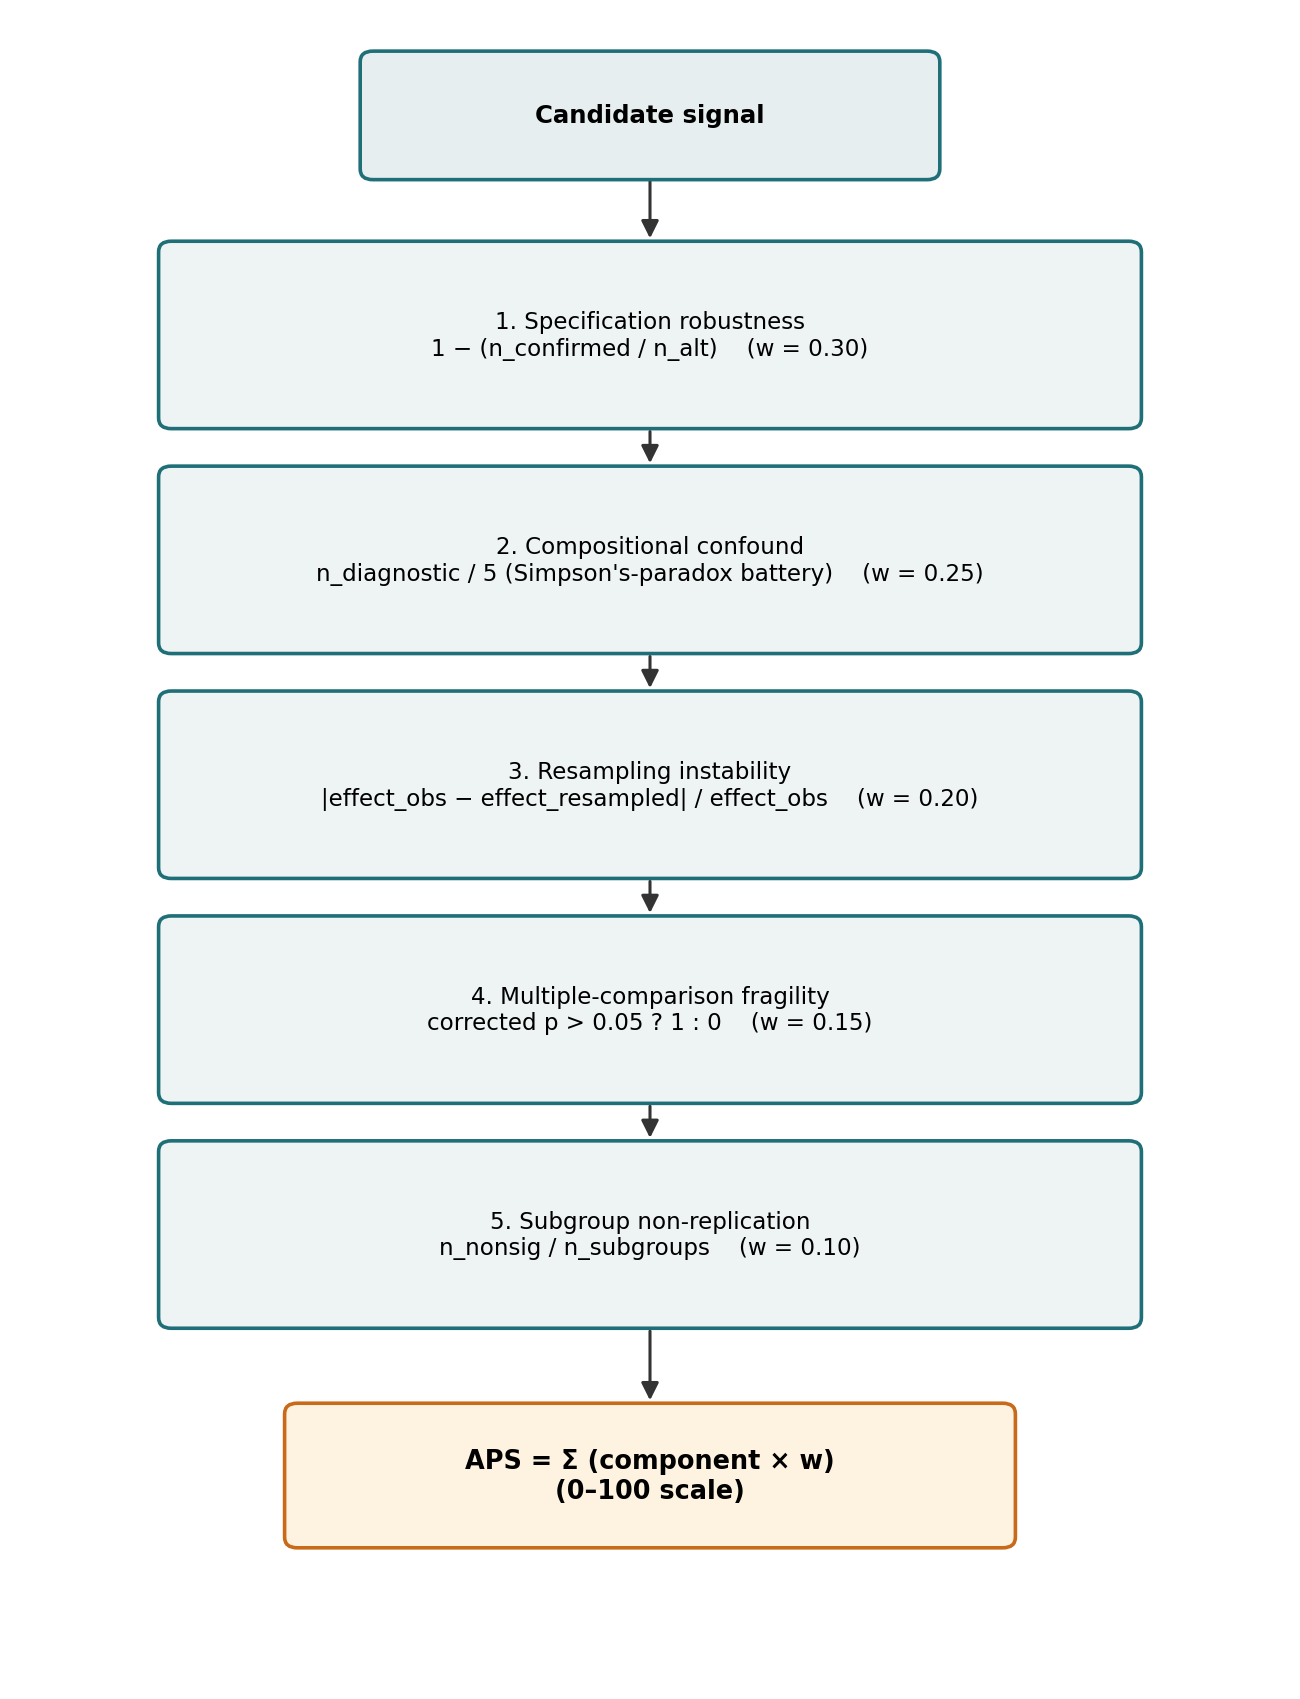 Candidate signal
1. Specification robustness
1 − (n_confirmed / n_alt)    (w = 0.30)
2. Compositional confound
n_diagnostic / 5 (Simpson's-paradox battery)    (w = 0.25)
3. Resampling instability
|effect_obs − effect_resampled| / effect_obs    (w = 0.20)
4. Multiple-comparison fragility
corrected p > 0.05 ? 1 : 0    (w = 0.15)
5. Subgroup non-replication
n_nonsig / n_subgroups    (w = 0.10)
APS = Σ (component × w)
(0–100 scale)